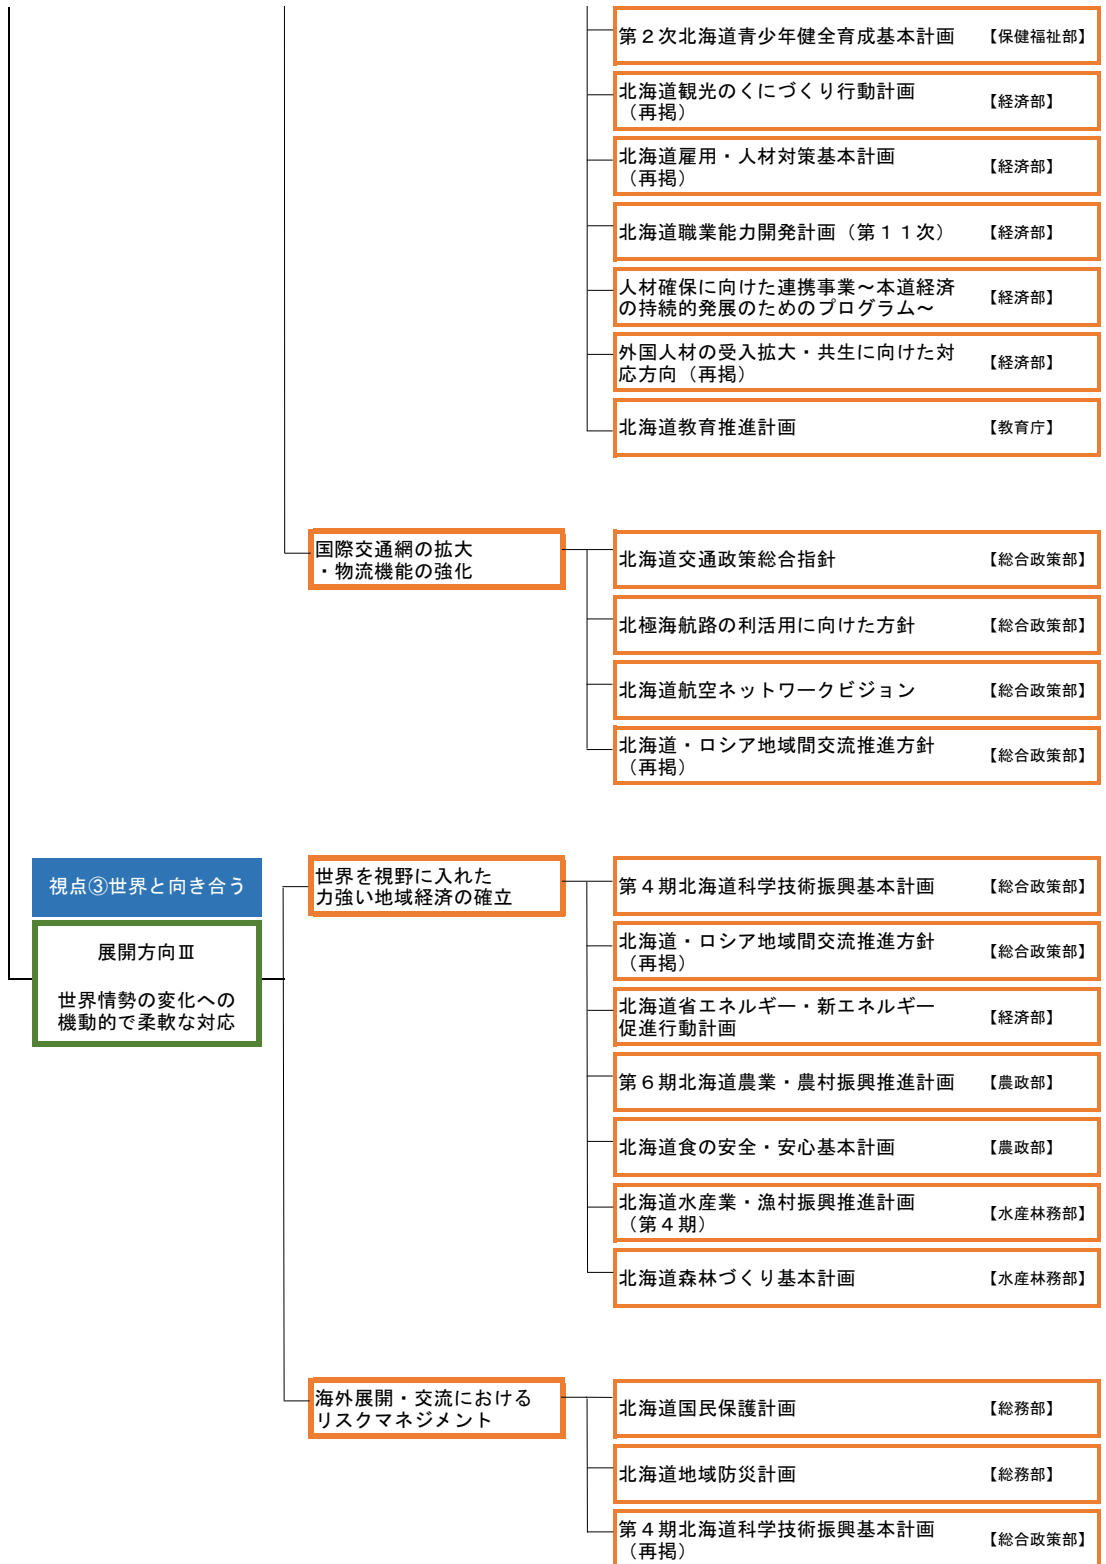 第２次北海道青少年健全育成基本計画　【保健福祉部】
北海道観光のくにづくり行動計画
（再掲）　【経済部】
北海道雇用・人材対策基本計画
（再掲）　【経済部】
北海道職業能力開発計画（第１１次）　【経済部】
人材確保に向けた連携事業～本道経済
の持続的発展のためのプログラム～　【経済部】
外国人材の受入拡大・共生に向けた対
応方向（再掲）　【経済部】
北海道教育推進計画　【教育庁】
国際交通網の拡大
・物流機能の強化
北海道交通政策総合指針　【総合政策部】
北極海航路の利活用に向けた方針　【総合政策部】
北海道航空ネットワークビジョン　【総合政策部】
北海道・ロシア地域間交流推進方針
（再掲）　【総合政策部】
視点③世界と向き合う
展開方向Ⅲ
世界情勢の変化への
機動的で柔軟な対応
世界を視野に入れた
力強い地域経済の確立
第４期北海道科学技術振興基本計画　【総合政策部】
北海道・ロシア地域間交流推進方針
（再掲）　【総合政策部】
北海道省エネルギー・新エネルギー
促進行動計画　【経済部】
第６期北海道農業・農村振興推進計画　【農政部】
北海道食の安全・安心基本計画　【農政部】
北海道水産業・漁村振興推進計画
（第４期）　【水産林務部】
北海道森林づくり基本計画　【水産林務部】
海外展開・交流における
リスクマネジメント
北海道国民保護計画　【総務部】
北海道地域防災計画　【総務部】
第４期北海道科学技術振興基本計画
（再掲）　【総合政策部】